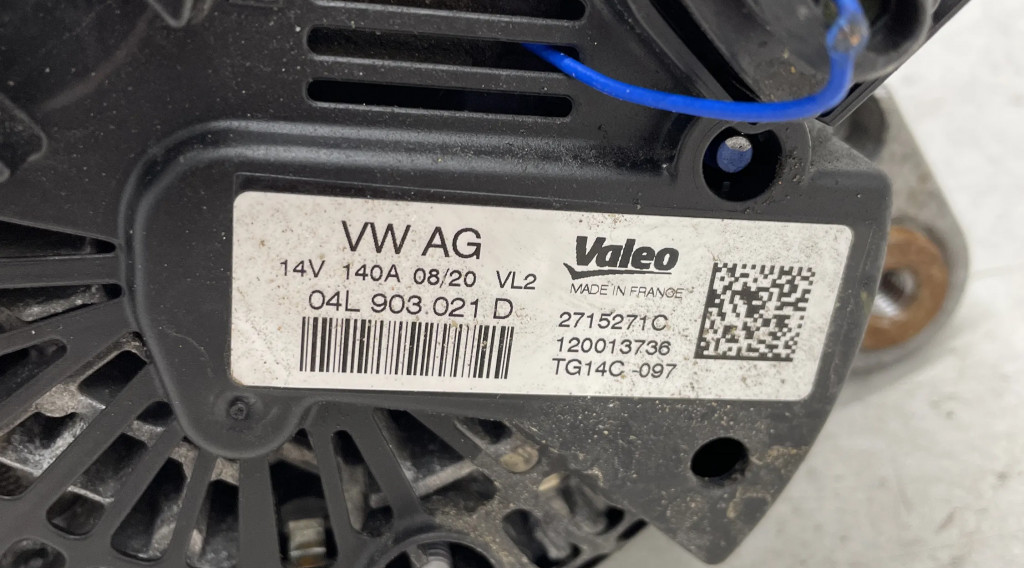 VW AG
14V 140A 08/20 VL2
04L 903 021 D
Valeo
MADE IN FRANCE
2715271C
120013736
TG14C -097